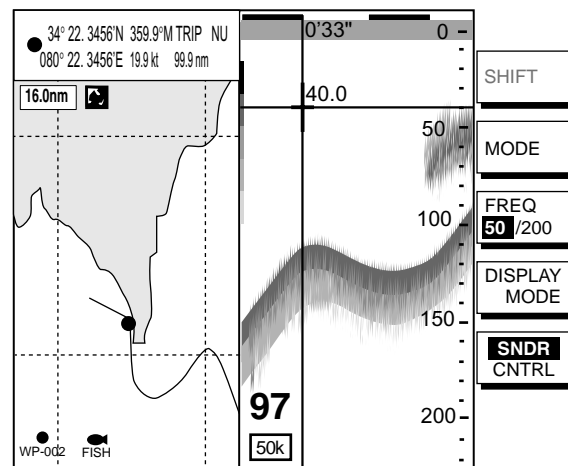 34° 22. 3456'N 359.9°M TRIP NU
080° 22. 3456'E 19.9 kt 99.9 nm
16.0nm
WP-002 FISH
0'33"
40.0
0
50
100
150
200
97
50k
SHIFT
MODE
FREQ
50 /200
DISPLAY
MODE
SNDR
CNTRL